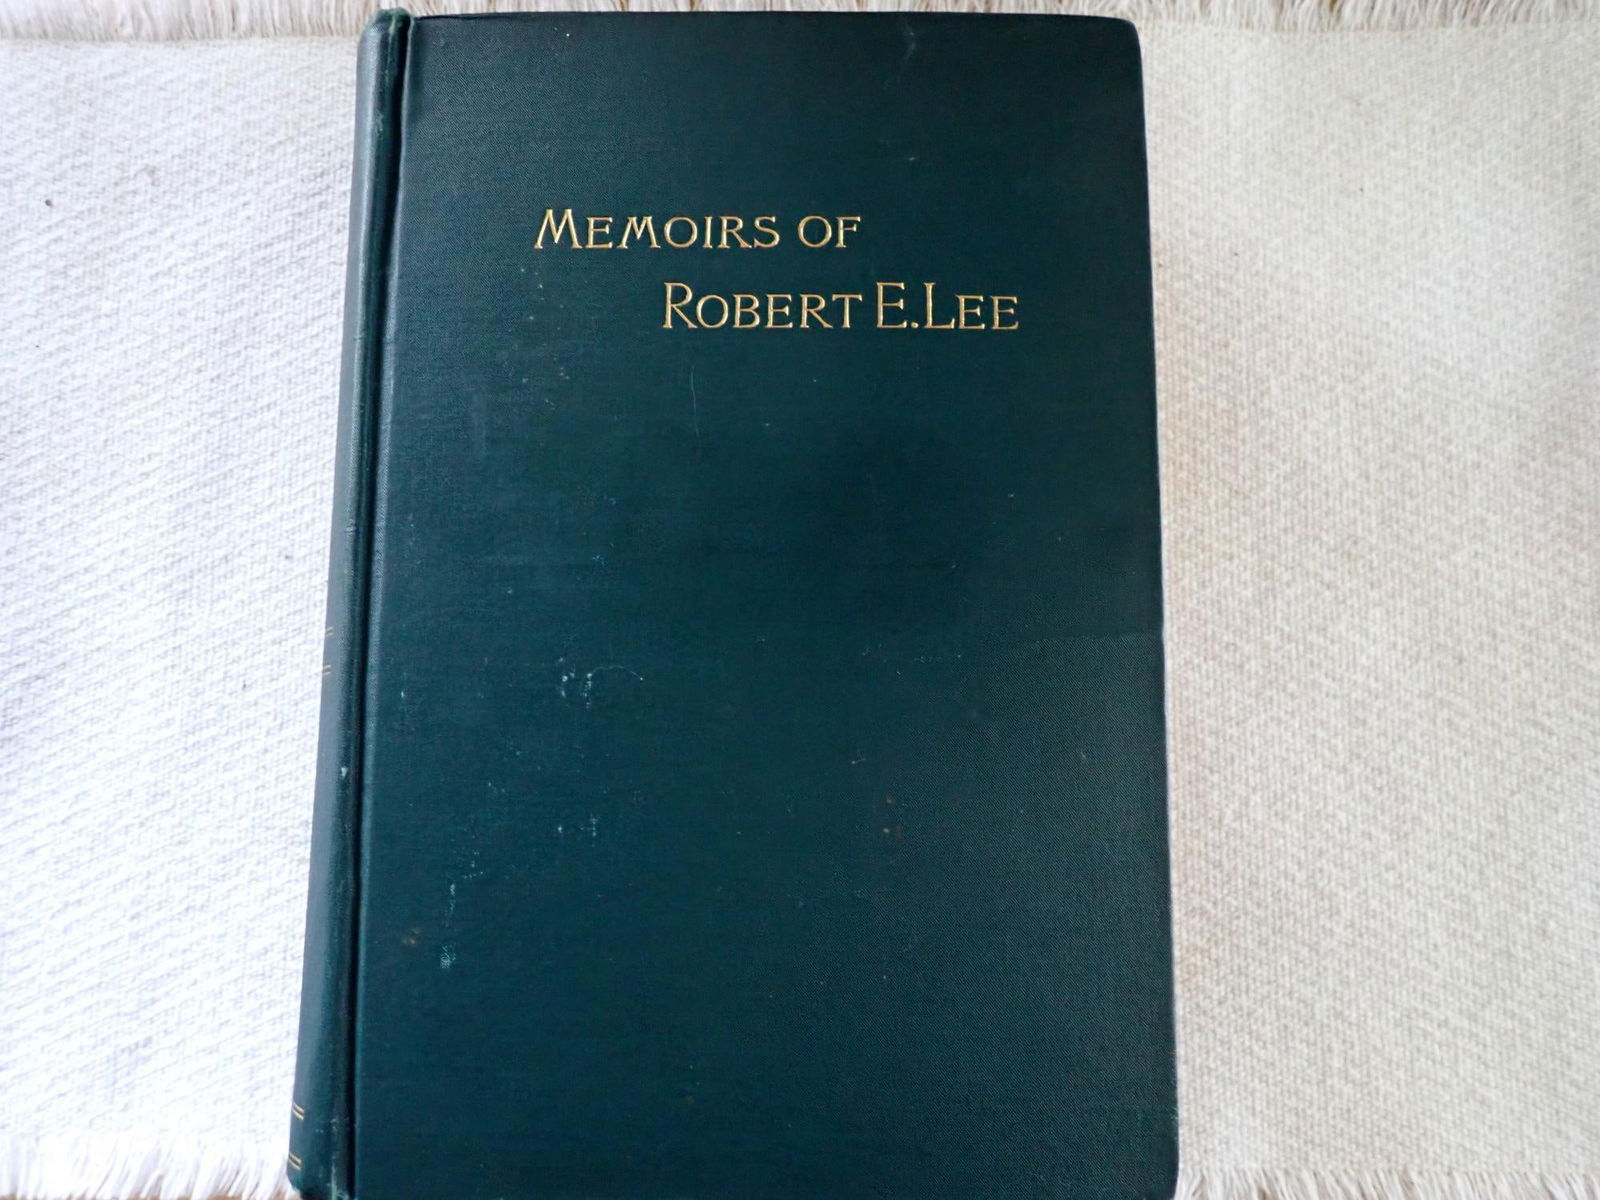 MEMOIRS OF
ROBERT E. LEE